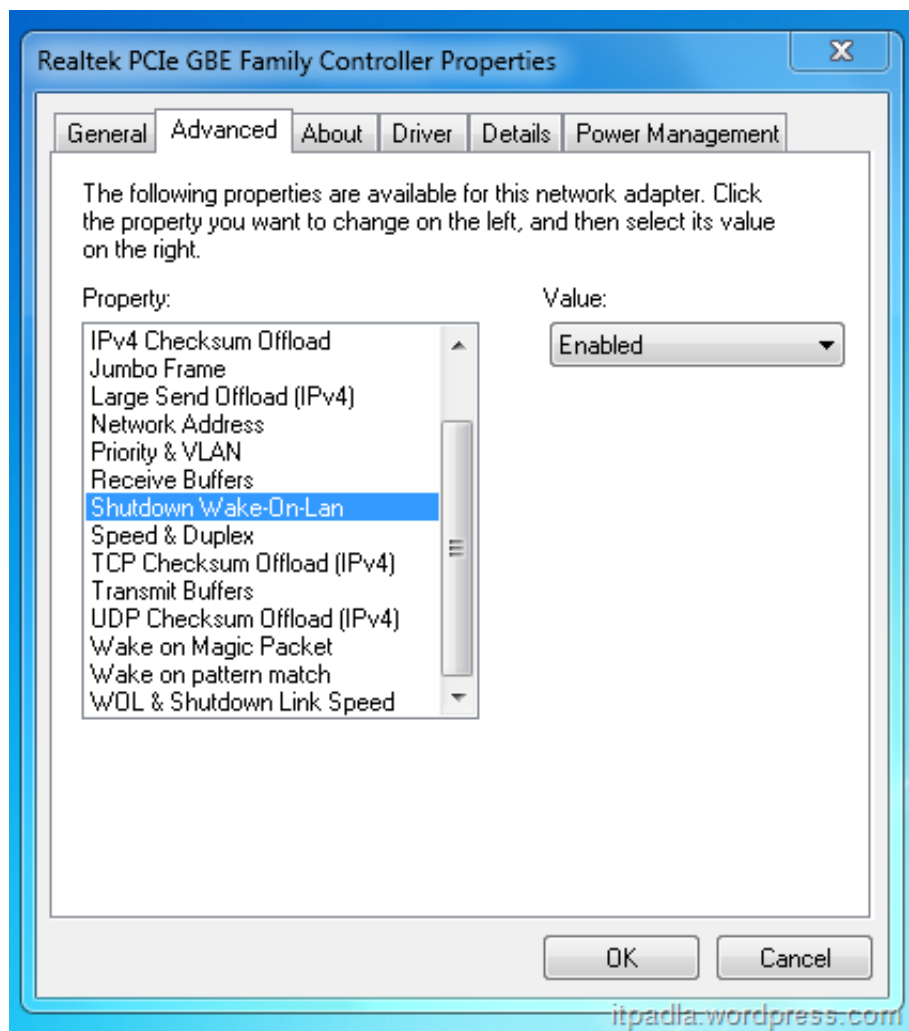 Realtek PCIe GBE Family Controller Properties
General
Advanced
About
Driver
Details
Power Management
The following properties are available for this network adapter. Click
the property you want to change on the left, and then select its value
on the right.
Property:
Value:
IPv4 Checksum Offload
Enabled
Jumbo Frame
Large Send Offload (IPv4)
Network Address
Priority & VLAN
Receive Buffers
Shutdown Wake-On-Lan
Speed & Duplex
TCP Checksum Offload (IPv4)
Transmit Buffers
UDP Checksum Offload (IPv4)
Wake on Magic Packet
Wake on pattern match
WOL & Shutdown Link Speed
OK
Cancel
itpadla.wordpress.com